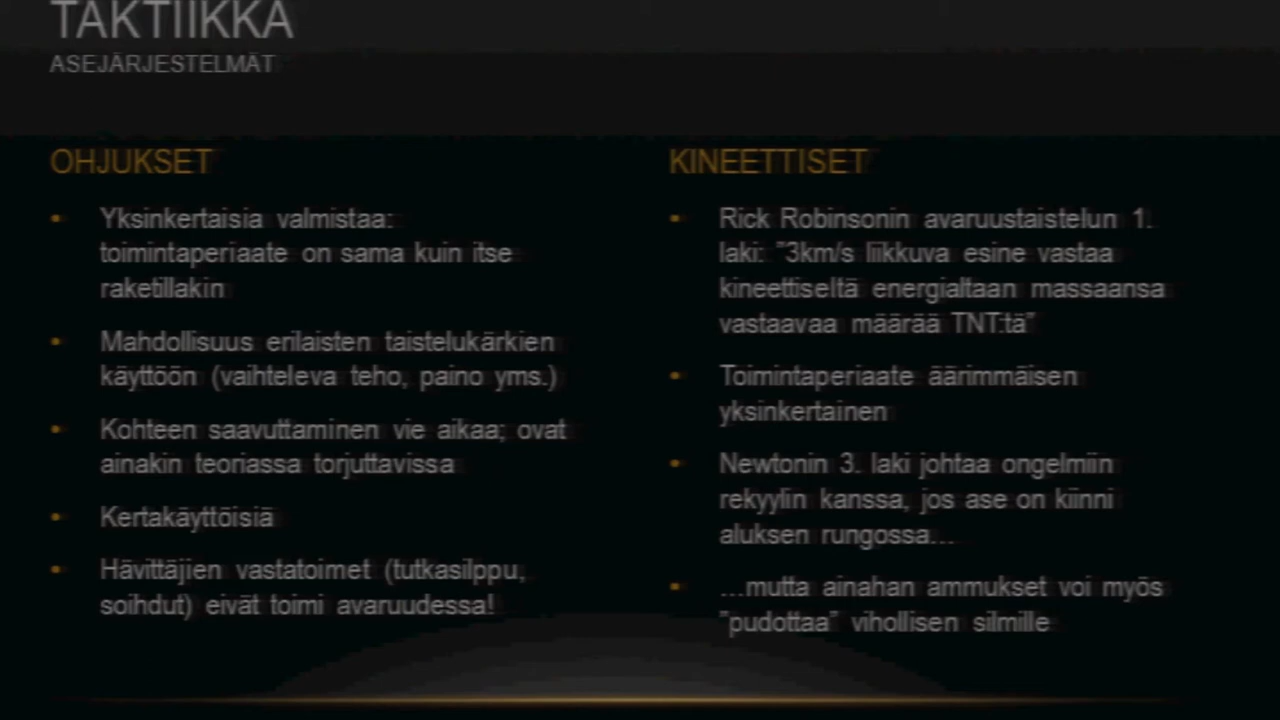 TAKTIIKKA
ASEJÄRJESTELMÄT
OHJUKSET
• Yksinkertaisia valmistaa:
toimintaperiaate on sama kuin itse
raketillakin
• Mahdollisuus erilaisten taistelukärkien
käyttöön (vaihteleva teho, paino yms.)
• Kohteen saavuttaminen vie aikaa; ovat
ainakin teoriassa torjuttavissa
• Kertakäyttöisiä
• Hävittäjien vastatoimet (tutkasilppu,
soihdut) eivät toimi avaruudessa!
KINEETTISET
• Rick Robinsonin avaruustaistelun 1.
laki: "3km/s liikkuva esine vastaa
kineettiseltä energialtaan massaansa
vastaavaa määrää TNT:tä"
• Toimintaperiaate äärimmäisen
yksinkertainen
• Newtonin 3. laki johtaa ongelmiin
rekyylin kanssa, jos ase on kiinni
aluksen rungossa…
• …mutta ainahan ammukset voi myös
"pudottaa" vihollisen silmille